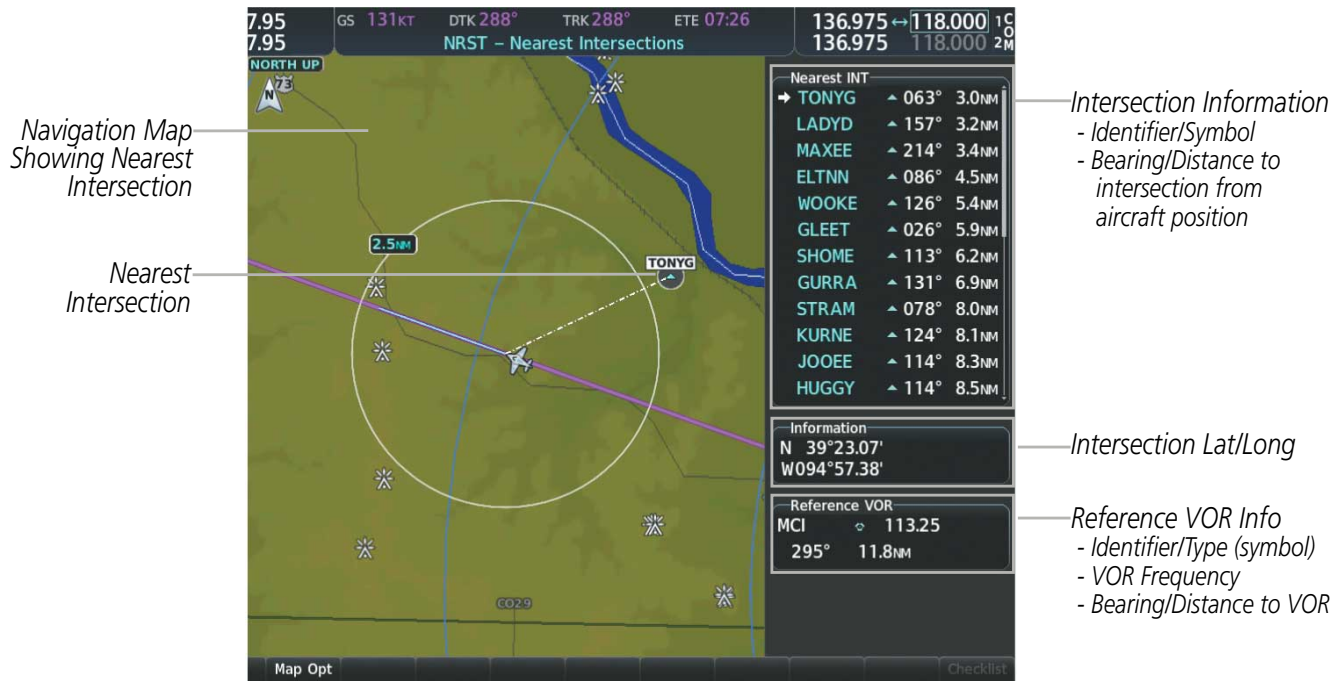 7.95 GS 131KT DTK 288° TRK 288° ETE 07:26 136.975 ↔ 118.000 1 C
O
7.95 NRST – Nearest Intersections 136.975 118.000 2 M
NORTH UP
N 73
Navigation Map
Showing Nearest
Intersection
Nearest
Intersection
2.5NM
TONYG
CO29
Nearest INT
TONYG 063° 3.0NM
LADYD 157° 3.2NM
MAXEE 214° 3.4NM
ELTNN 086° 4.5NM
WOOKE 126° 5.4NM
GLEET 026° 5.9NM
SHOME 113° 6.2NM
GURRA 131° 6.9NM
STRAM 078° 8.0NM
KURNE 124° 8.1NM
JOOEE 114° 8.3NM
HUGGY 114° 8.5NM
Information
N 39°23.07'
W094°57.38'
Reference VOR
MCI 113.25
295° 11.8NM
Intersection Information
- Identifier/Symbol
- Bearing/Distance to
intersection from
aircraft position
Intersection Lat/Long
Reference VOR Info
- Identifier/Type (symbol)
- VOR Frequency
- Bearing/Distance to VOR
Map Opt Checklist